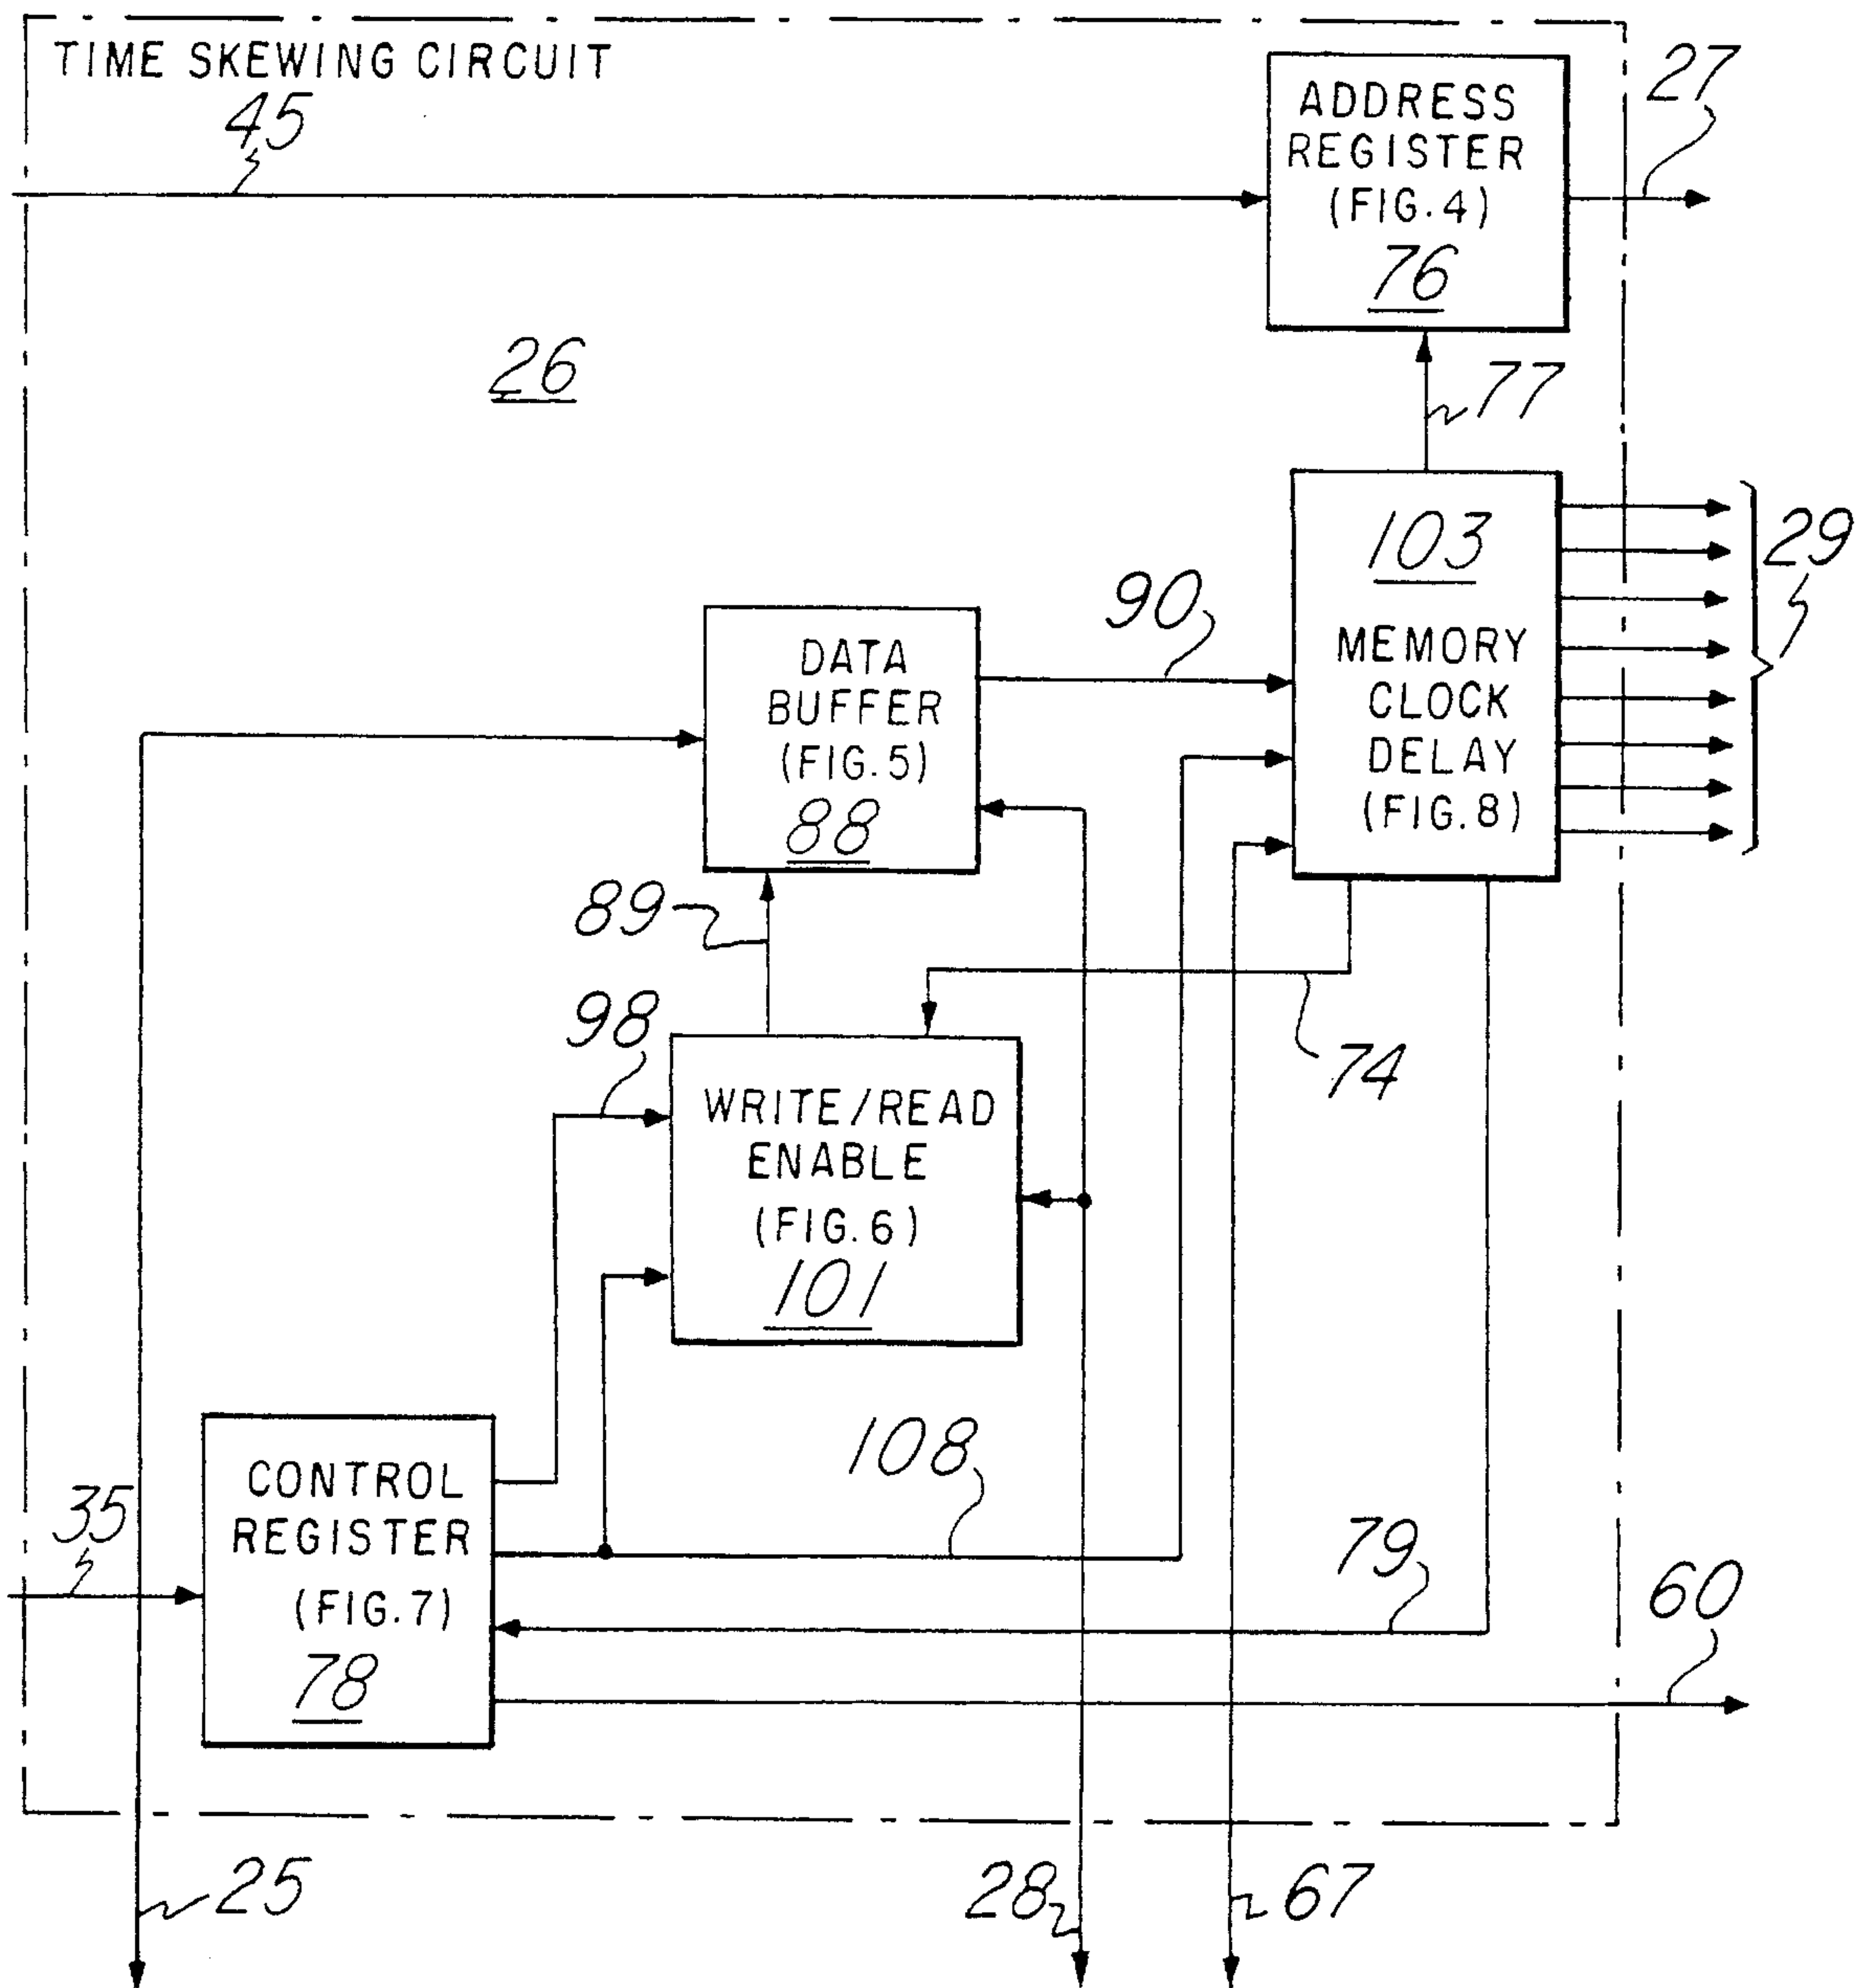 TIME SKEWING CIRCUIT
45
ADDRESS
REGISTER
(FIG. 4)
76
27
26
77
103
MEMORY
CLOCK
DELAY
(FIG. 8)
29
90
DATA
BUFFER
(FIG. 5)
88
89
74
98
WRITE/READ
ENABLE
(FIG. 6)
101
108
35
CONTROL
REGISTER
(FIG. 7)
78
79
60
25
28
67